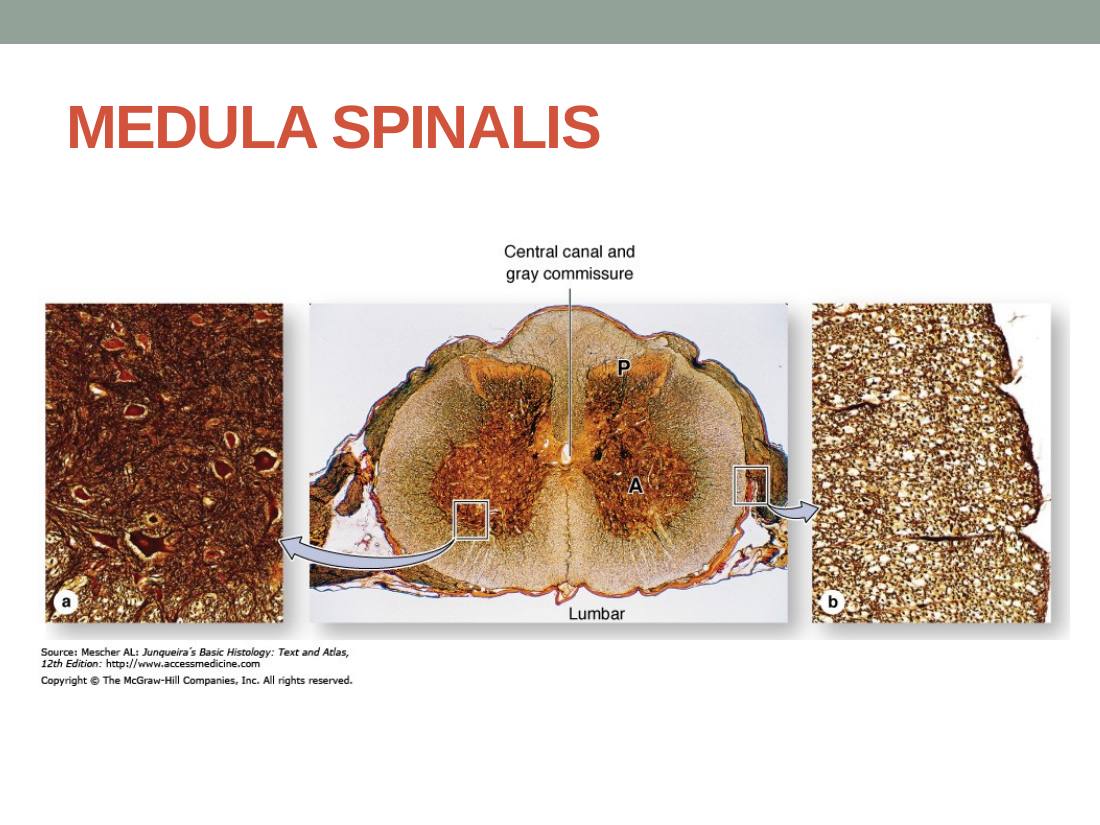 MEDULA SPINALIS
Central canal and
gray commissure
P
A
a
b
Lumbar
Source: Mescher AL: Junqueira's Basic Histology: Text and Atlas,
12th Edition: http://www.accessmedicine.com
Copyright © The McGraw-Hill Companies, Inc. All rights reserved.